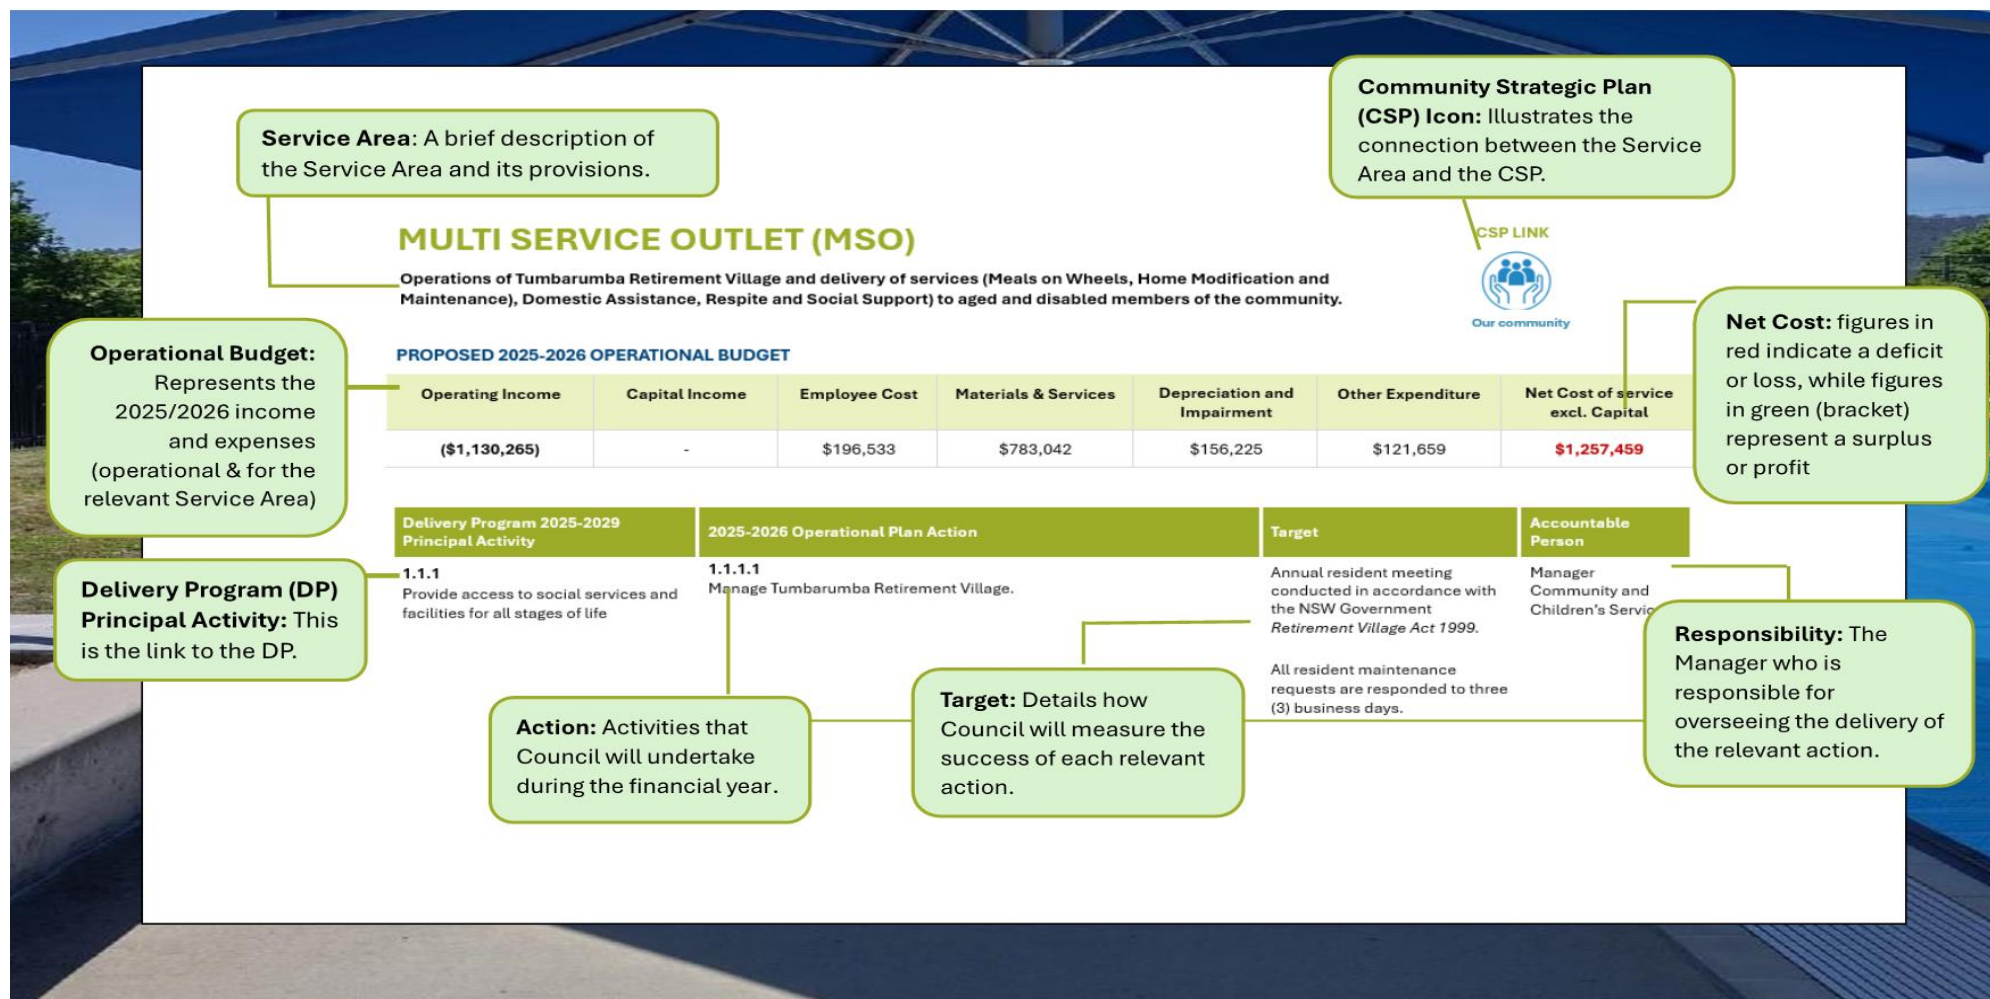 Service Area: A brief description of
the Service Area and its provisions.
Community Strategic Plan
(CSP) Icon: Illustrates the
connection between the Service
Area and the CSP.
MULTI SERVICE OUTLET (MSO)
CSP LINK
Operations of Tumbarumba Retirement Village and delivery of services (Meals on Wheels, Home Modification and
Maintenance), Domestic Assistance, Respite and Social Support) to aged and disabled members of the community.
Our community
Operational Budget:
Represents the
2025/2026 income
and expenses
(operational & for the
relevant Service Area)
Net Cost: figures in
red indicate a deficit
or loss, while figures
in green (bracket)
represent a surplus
or profit
PROPOSED 2025-2026 OPERATIONAL BUDGET
Operating Income Capital Income Employee Cost Materials & Services Depreciation and Impairment Other Expenditure Net Cost of service excl. Capital
($1,130,265) - $196,533 $783,042 $156,225 $121,659 $1,257,459
Delivery Program 2025-2029
Principal Activity
2025-2026 Operational Plan Action
Target
Accountable
Person
1.1.1
Provide access to social services and
facilities for all stages of life
1.1.1.1
Manage Tumbarumba Retirement Village.
Annual resident meeting
conducted in accordance with
the NSW Government
Retirement Village Act 1999.
All resident maintenance
requests are responded to three
(3) business days.
Manager
Community and
Children's Servic
Delivery Program (DP)
Principal Activity: This
is the link to the DP.
Action: Activities that
Council will undertake
during the financial year.
Target: Details how
Council will measure the
success of each relevant
action.
Responsibility: The
Manager who is
responsible for
overseeing the delivery of
the relevant action.